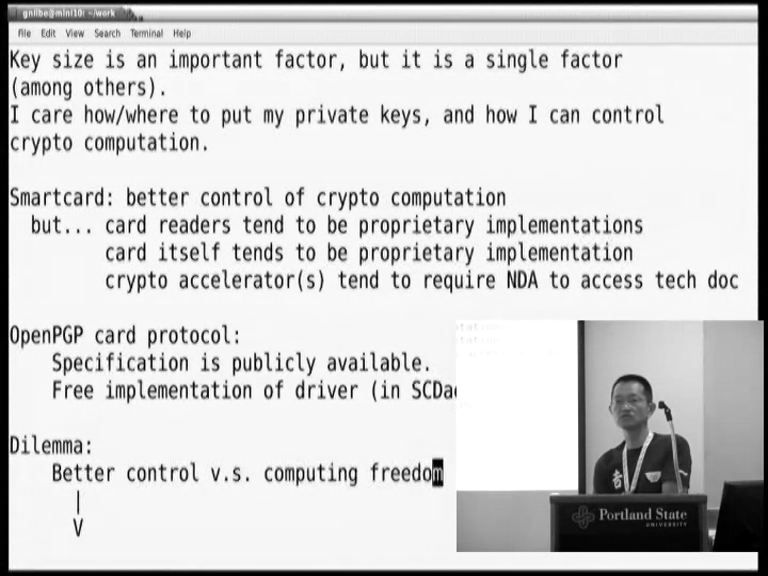 gniibe@mini10: ~/work
File Edit View Search Terminal Help
Key size is an important factor, but it is a single factor
(among others).
I care how/where to put my private keys, and how I can control
crypto computation.
Smartcard: better control of crypto computation
but... card readers tend to be proprietary implementations
card itself tends to be proprietary implementation
crypto accelerator(s) tend to require NDA to access tech doc
OpenPGP card protocol:
Specification is publicly available.
Free implementation of driver (in SCDae
Dilemma:
Better control v.s. computing freedom
|
V
Portland State
UNIVERSITY